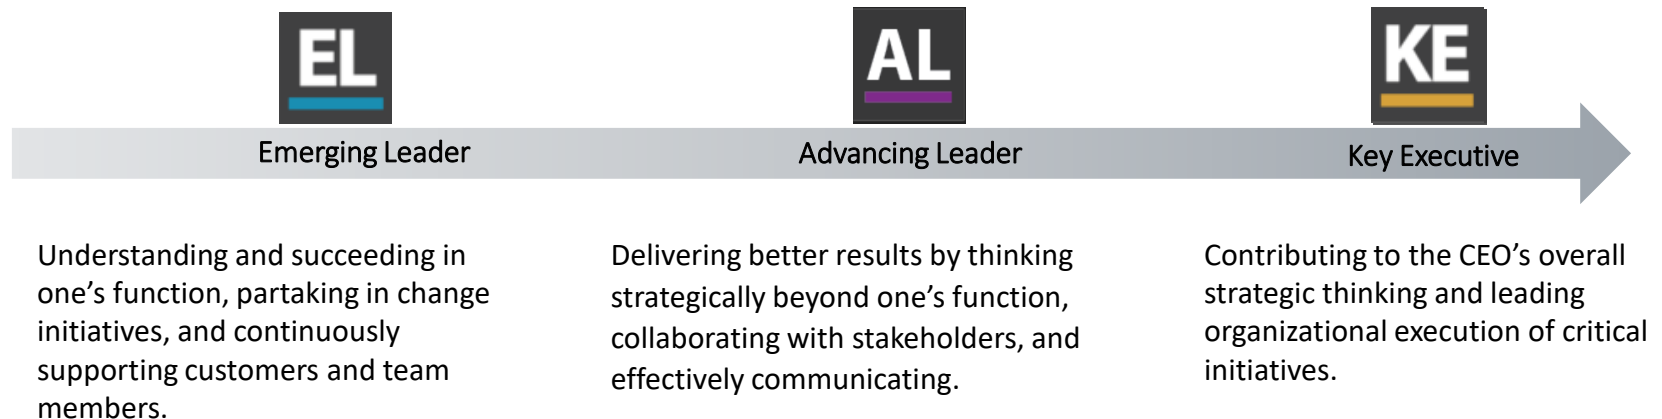 EL
AL
KE
Emerging Leader
Advancing Leader
Key Executive
Understanding and succeeding in
one’s function, partaking in change
initiatives, and continuously
supporting customers and team
members.
Delivering better results by thinking
strategically beyond one’s function,
collaborating with stakeholders, and
effectively communicating.
Contributing to the CEO’s overall
strategic thinking and leading
organizational execution of critical
initiatives.